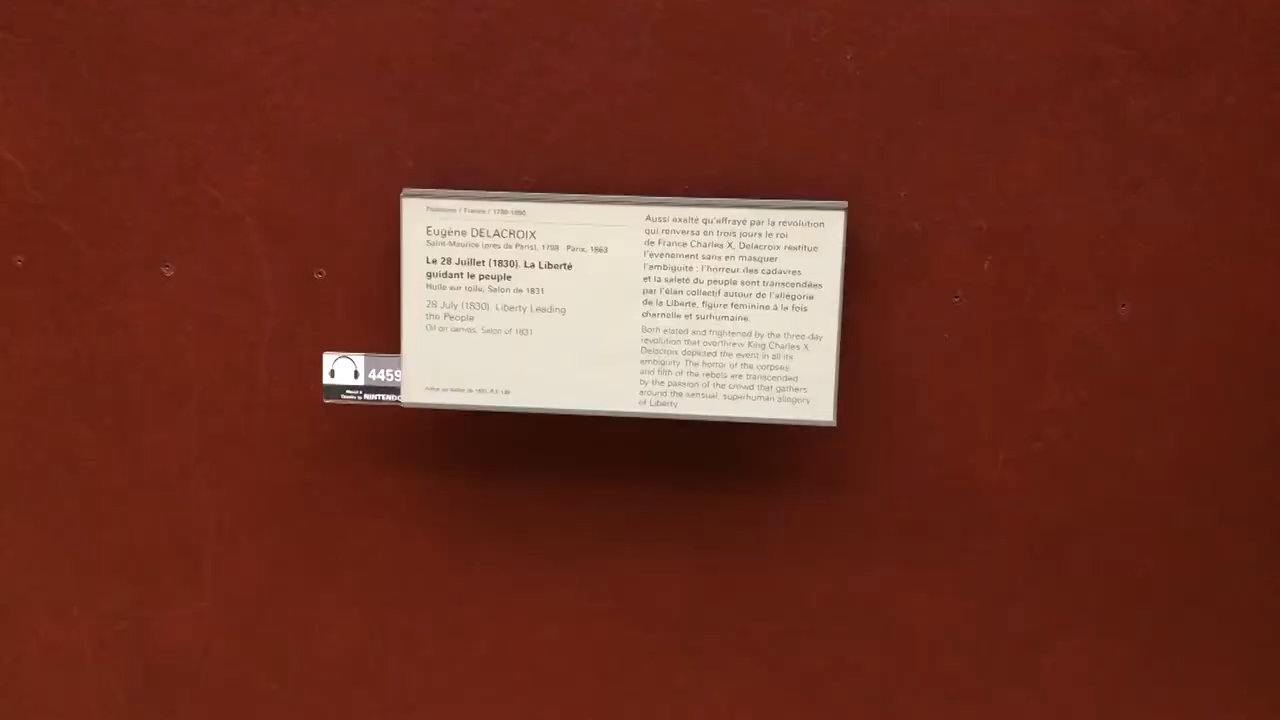 Peintures / France / 1780-1850
Eugène DELACROIX
Saint-Maurice (près de Paris), 1798 - Paris, 1863
Le 28 Juillet (1830). La Liberté
guidant le peuple
Huile sur toile, Salon de 1831
28 July (1830). Liberty Leading
the People
Oil on canvas, Salon of 1831
Aussi exalté qu'effrayé par la révolution
qui renversa en trois jours le roi
de France Charles X, Delacroix restitue
l'événement sans en masquer
l'ambiguïté : l'horreur des cadavres
et la saleté du peuple sont transcendées
par l'élan collectif autour de l'allégorie
de la Liberté, figure féminine à la fois
charnelle et surhumaine.
Both elated and frightened by the three-day
revolution that overthrew King Charles X,
Delacroix depicted the event in all its
ambiguity. The horror of the corpses
and filth of the rebels are transcended
by the passion of the crowd that gathers
around the sensual, superhuman allegory
of Liberty.
4459
NINTENDO